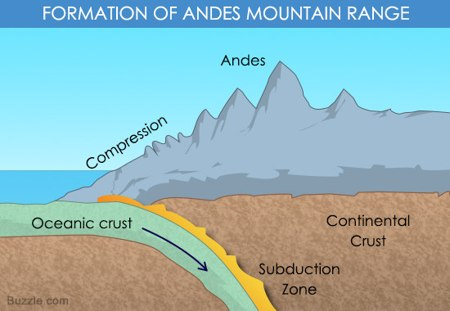 FORMATION OF ANDES MOUNTAIN RANGE
Andes
Compression
Oceanic crust
Continental
Crust
Subduction
Zone
Buzzle.com